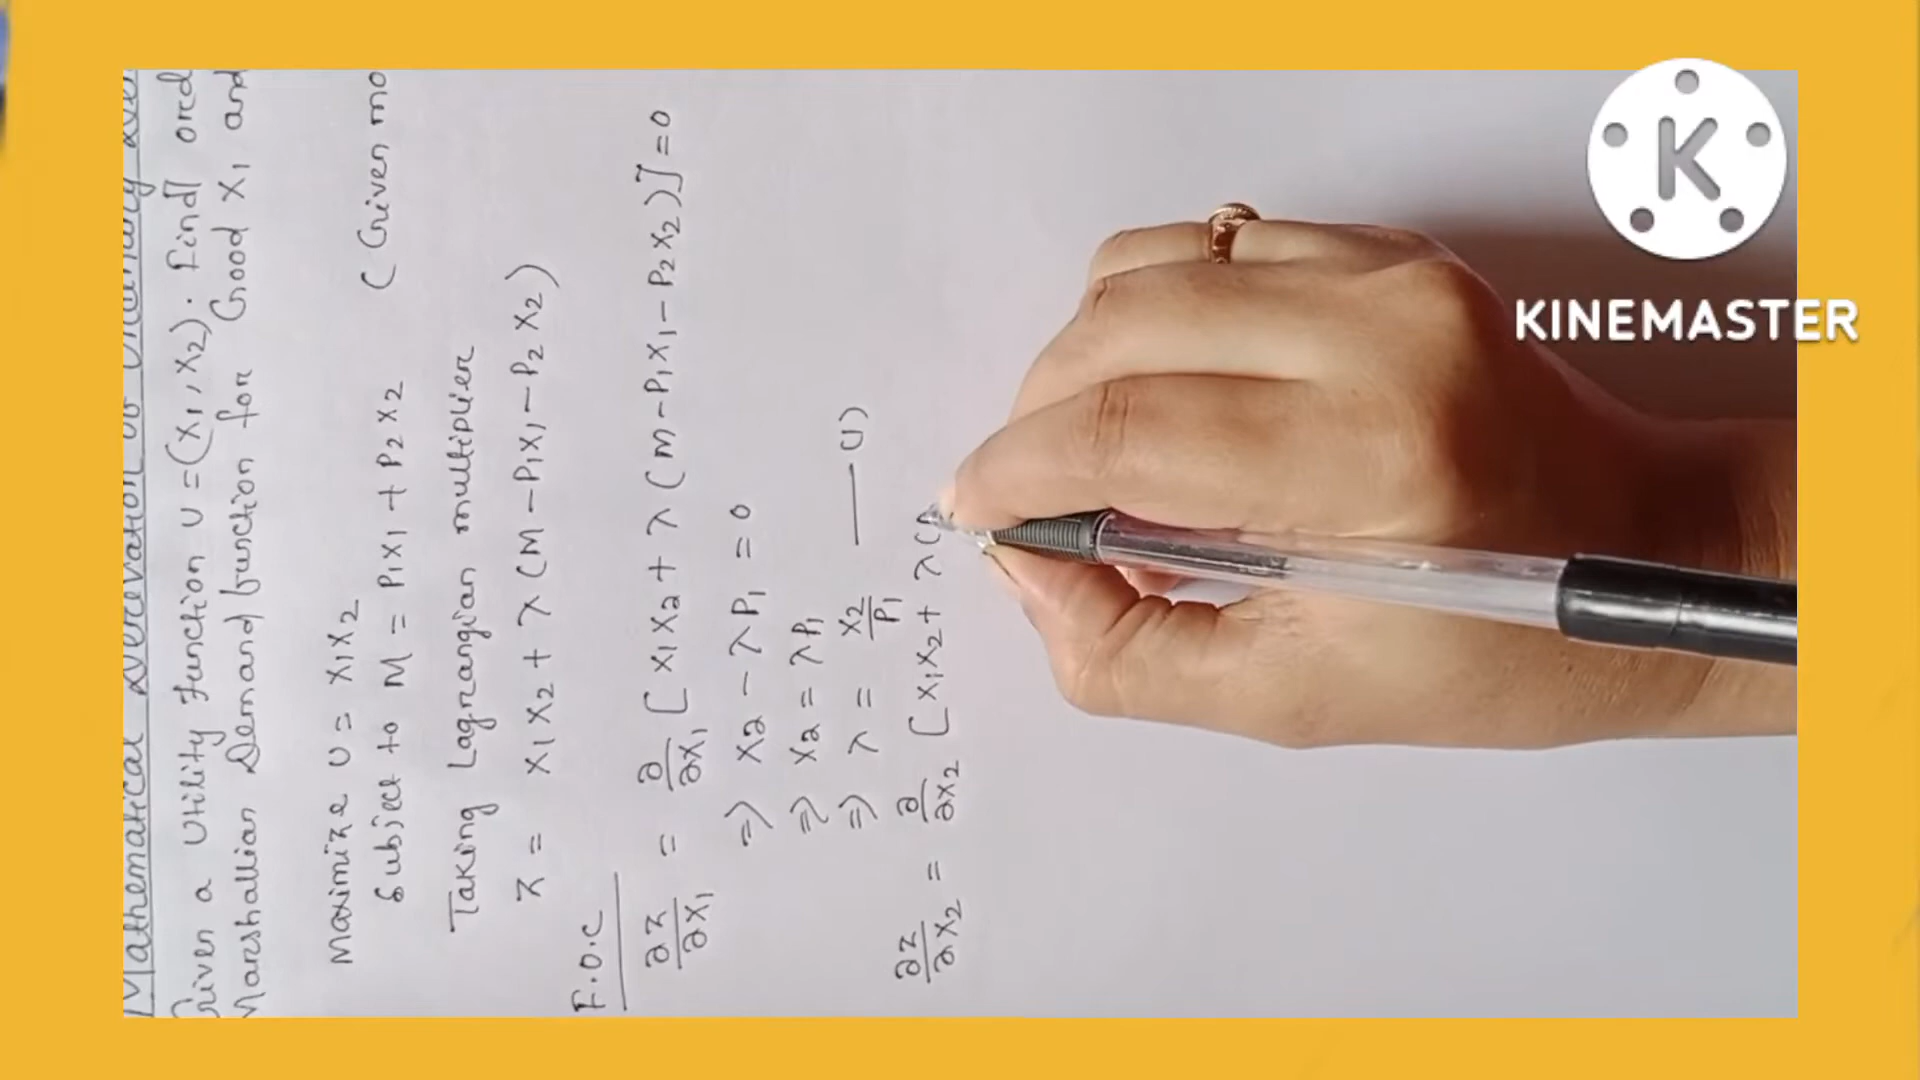 Mathematical Derivation of Ordinary
Given a Utility Function U = (X1, X2). Find ord
Marshallian Demand function for Good X1 and
Maximize U = X1X2
Subject to M = P1X1 + P2X2 (Given mo
Taking Lagrangian multiplier
Z = X1X2 + λ(M - P1X1 - P2X2)
F.O.C
∂Z/∂X1 = ∂/∂X1 [X1X2 + λ(M - P1X1 - P2X2)] = 0
⇒ X2 - λP1 = 0
⇒ X2 = λP1
⇒ λ = X2/P1 — (1)
∂Z/∂X2 = ∂/∂X2 [X1X2 + λ(
K
KINEMASTER